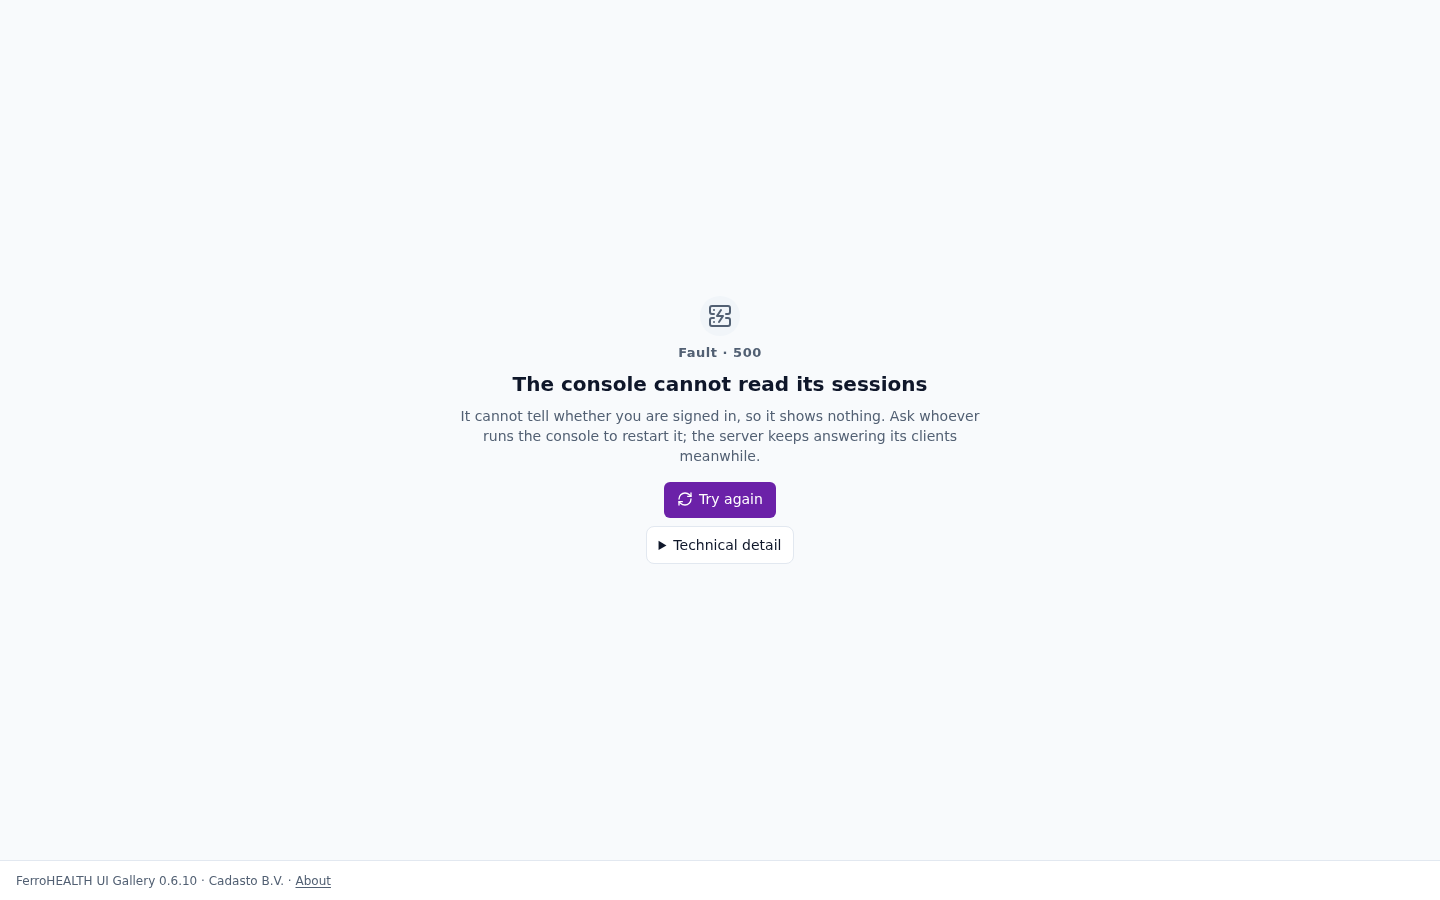 Fault · 500
The console cannot read its sessions
It cannot tell whether you are signed in, so it shows nothing. Ask whoever
runs the console to restart it; the server keeps answering its clients
meanwhile.
Try again
Technical detail
FerroHEALTH UI Gallery 0.6.10 · Cadasto B.V. · About